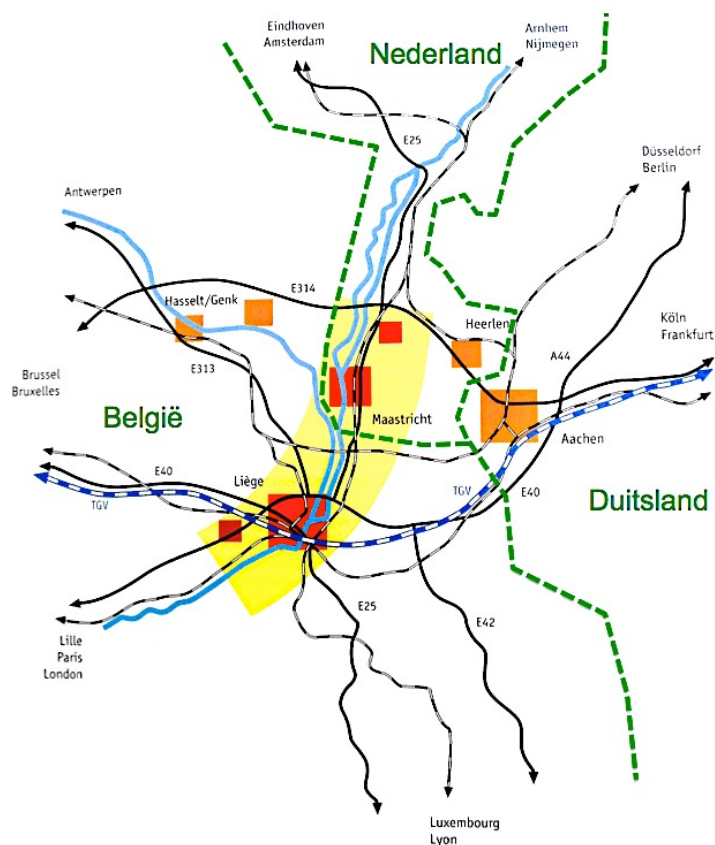 Eindhoven
Amsterdam
Nederland
Arnhem
Nijmegen
E25
Düsseldorf
Berlin
Antwerpen
E314
Hasselt/Genk
Heerlen
Köln
Frankfurt
A44
E313
Brussel
Bruxelles
België
Maastricht
Aachen
E40
Liège
TGV
TGV
E40
Duitsland
E25
E42
Lille
Paris
London
Luxembourg
Lyon